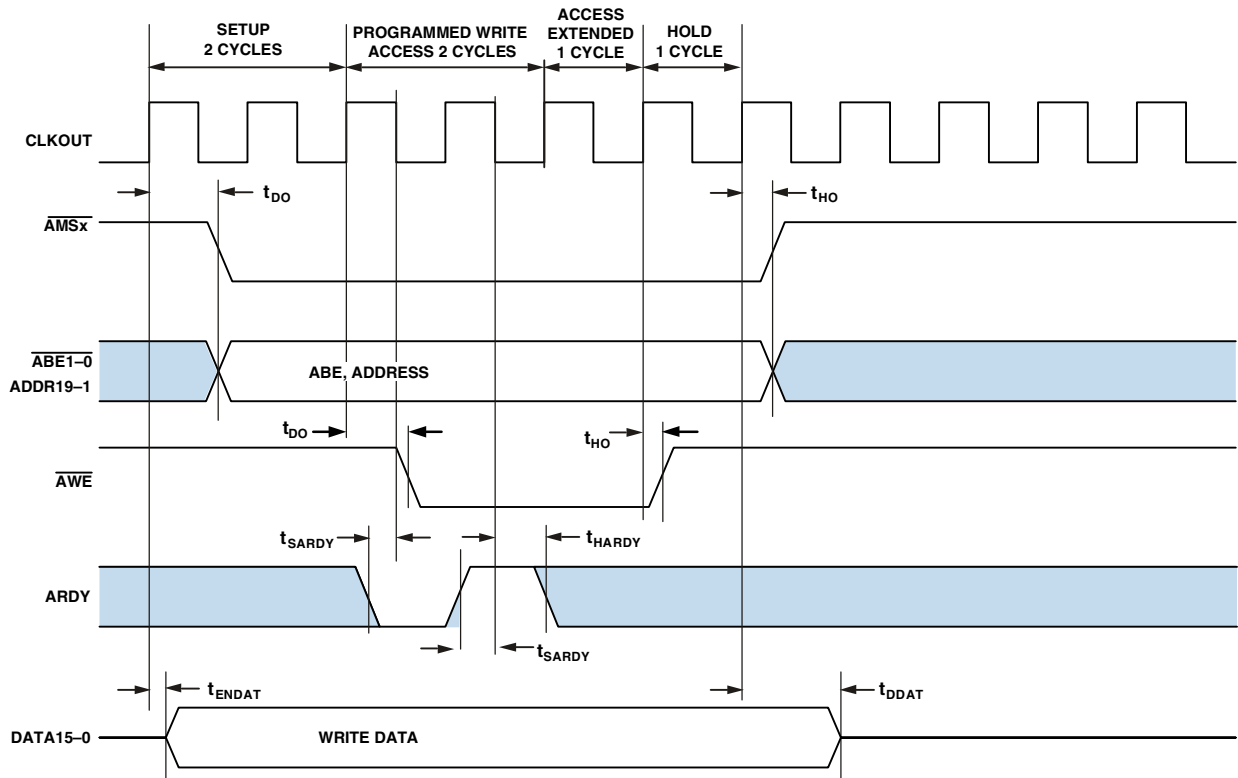 SETUP
2 CYCLES
PROGRAMMED WRITE
ACCESS 2 CYCLES
ACCESS
EXTENDED
1 CYCLE
HOLD
1 CYCLE
CLKOUT
tDO
tHO
AMSx
ABE1–0
ADDR19–1
ABE, ADDRESS
tDO
tHO
AWE
tSARDY
tHARDY
ARDY
tSARDY
tENDAT
tDDAT
DATA15–0
WRITE DATA